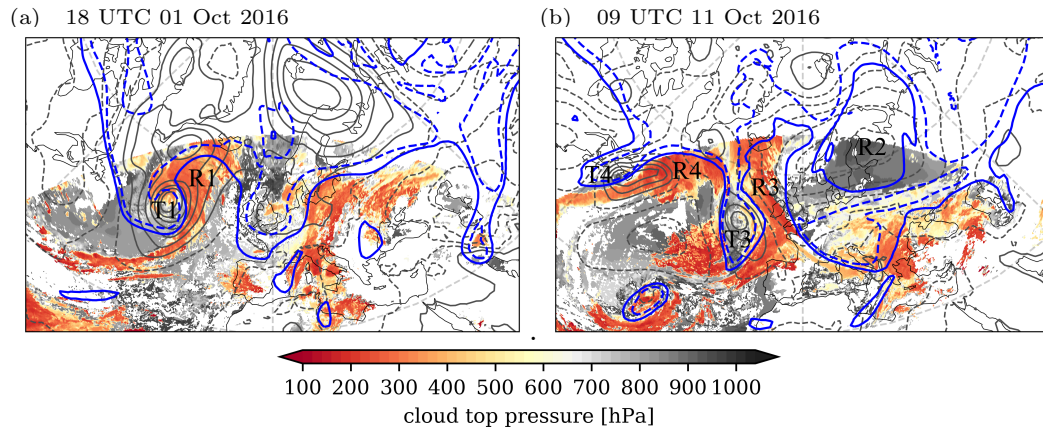 (a) 18 UTC 01 Oct 2016
(b) 09 UTC 11 Oct 2016
R1
T1
R2
T4
R4
R3
T3
100 200 300 400 500 600 700 800 900 1000
cloud top pressure [hPa]